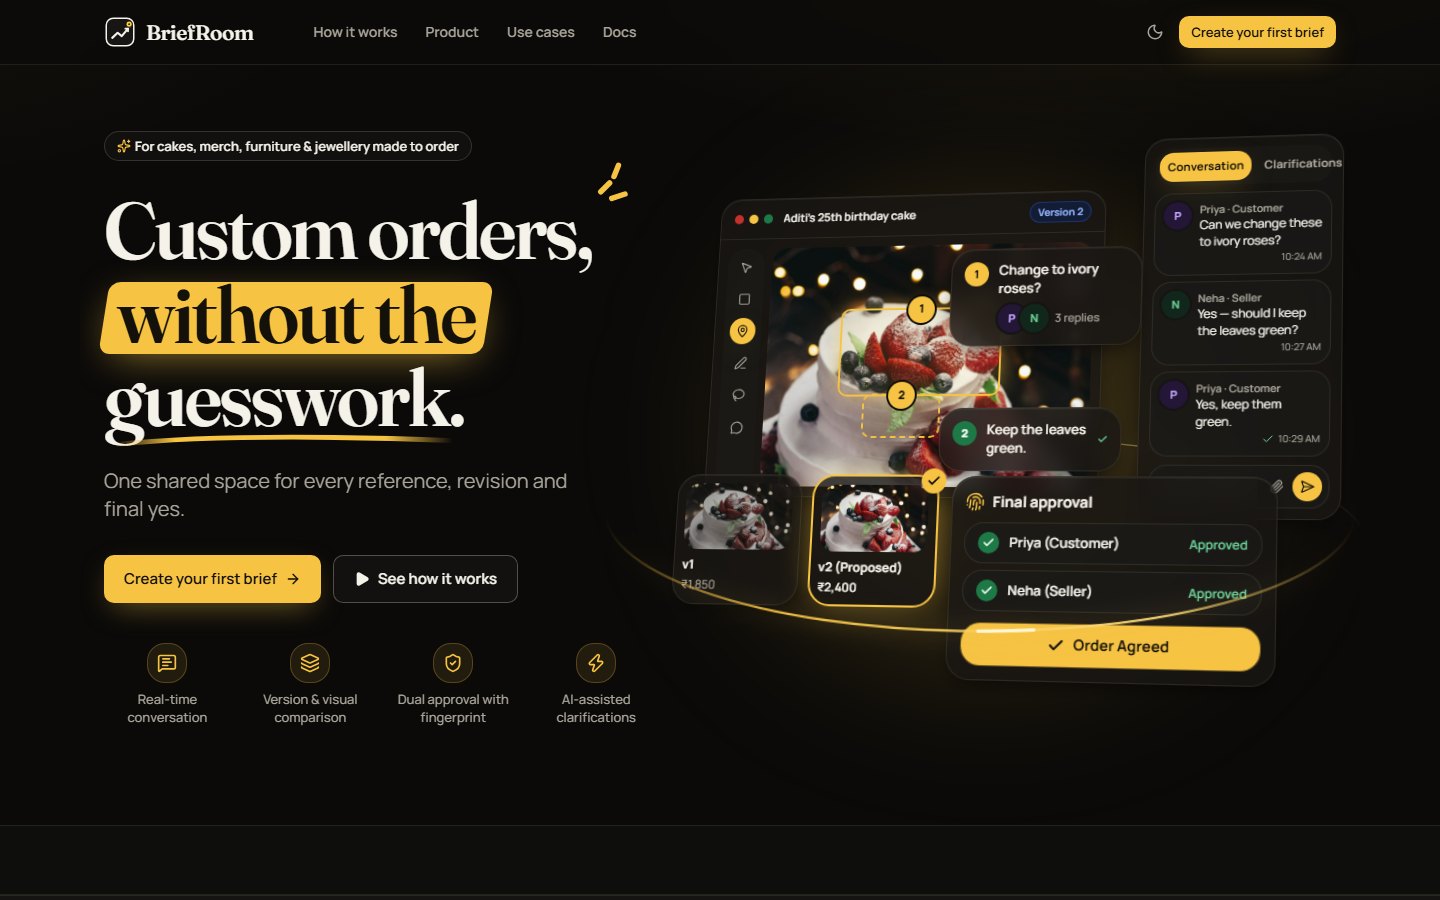 BriefRoom
How it works
Product
Use cases
Docs
Create your first brief
For cakes, merch, furniture & jewellery made to order
Custom orders,
without the
guesswork.
One shared space for every reference, revision and
final yes.
Create your first brief
See how it works
Real-time
conversation
Version & visual
comparison
Dual approval with
fingerprint
AI-assisted
clarifications
Aditi's 25th birthday cake
Version 2
1
Change to ivory
roses?
P
N
3 replies
1
2
2
Keep the leaves
green.
v1
₹1,850
v2 (Proposed)
₹2,400
Conversation
Clarifications
P
Priya · Customer
Can we change these
to ivory roses?
10:24 AM
N
Neha · Seller
Yes — should I keep
the leaves green?
10:27 AM
P
Priya · Customer
Yes, keep them
green.
10:29 AM
Final approval
Priya (Customer)
Approved
Neha (Seller)
Approved
Order Agreed